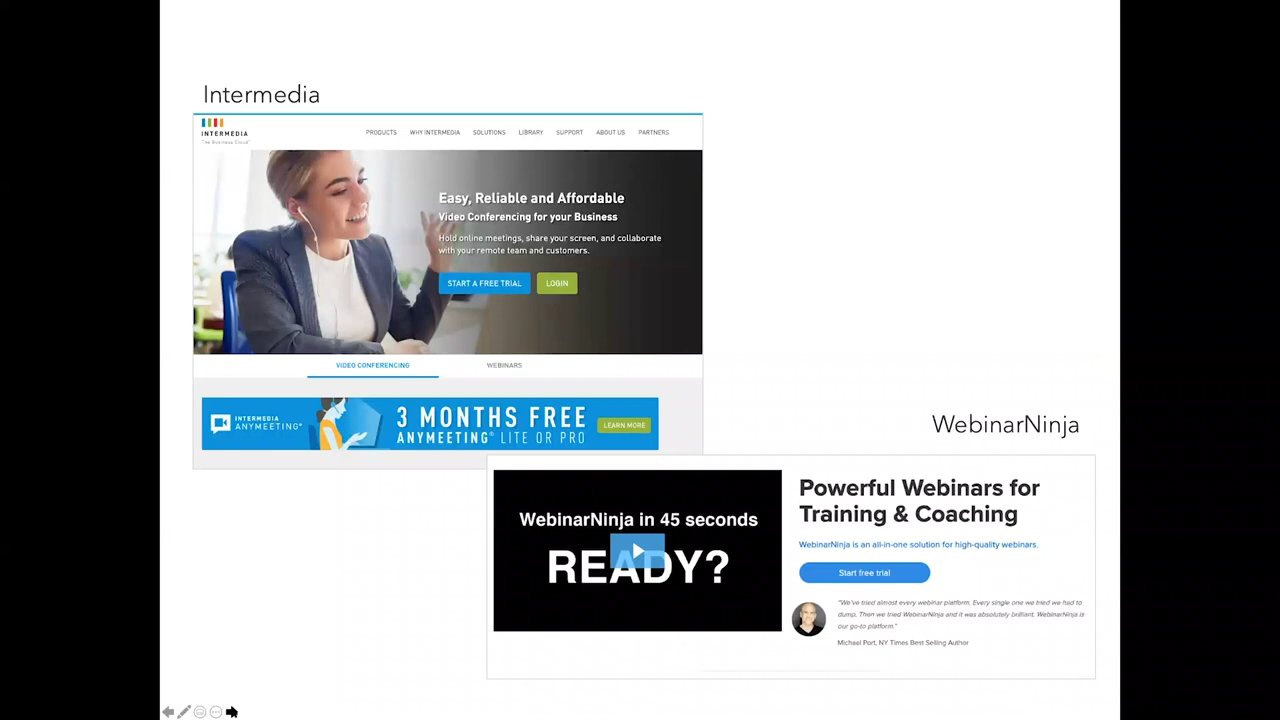 Intermedia
INTERMEDIA
The Business Cloud™
PRODUCTS WHY INTERMEDIA SOLUTIONS LIBRARY SUPPORT ABOUT US PARTNERS
Easy, Reliable and Affordable
Video Conferencing for your Business
Hold online meetings, share your screen, and collaborate
with your remote team and customers.
START A FREE TRIAL LOGIN
VIDEO CONFERENCING WEBINARS
INTERMEDIA
ANYMEETING®
3 MONTHS FREE
ANYMEETING® LITE OR PRO
LEARN MORE
WebinarNinja
WebinarNinja in 45 seconds
READY?
Powerful Webinars for
Training & Coaching
WebinarNinja is an all-in-one solution for high-quality webinars.
Start free trial
"We've tried almost every webinar platform. Every single one we tried we had to
dump. Then we tried WebinarNinja and it was absolutely brilliant. WebinarNinja is
our go-to platform."
Michael Port, NY Times Best Selling Author